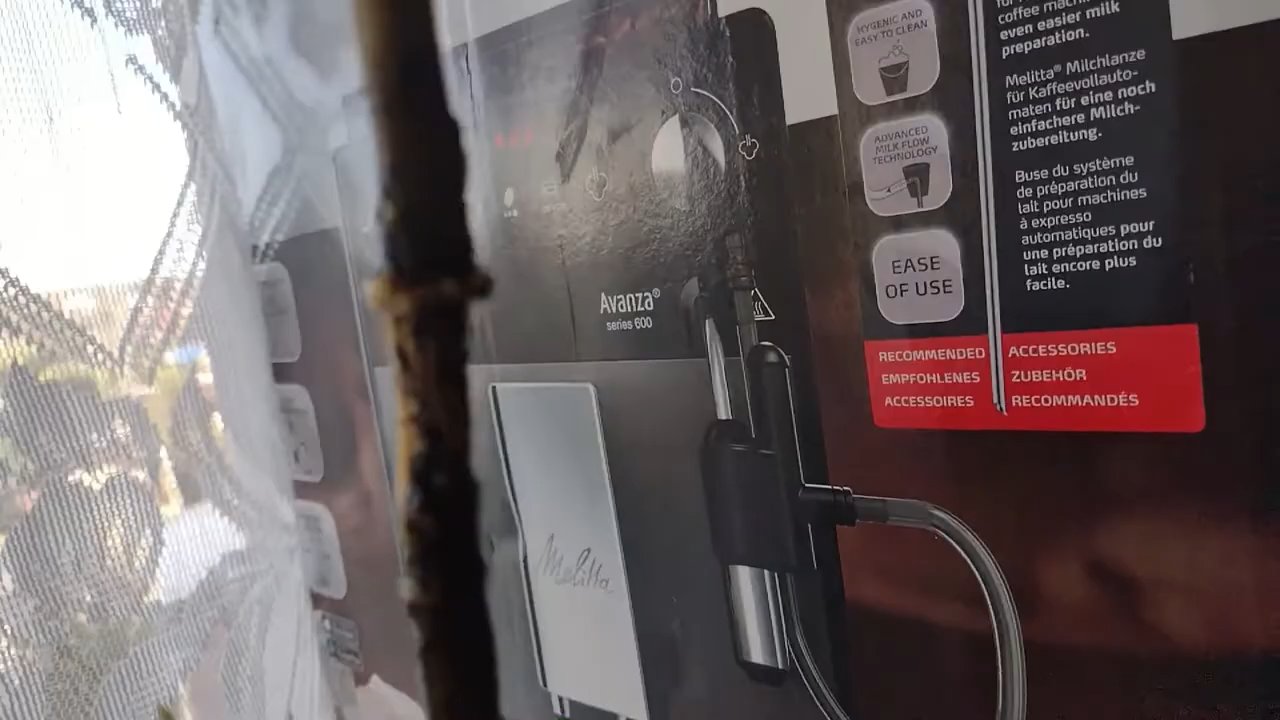 HYGENIC AND
EASY TO CLEAN
ADVANCED
MILK FLOW
TECHNOLOGY
EASE
OF USE
coffee machines
even easier milk
preparation.
Melitta® Milchlanze
für Kaffeevollauto-
maten für eine noch
einfachere Milch-
zubereitung.
Buse du système
de préparation du
lait pour machines
à expresso
automatiques pour
une préparation du
lait encore plus
facile.
RECOMMENDED ACCESSORIES
EMPFOHLENES ZUBEHÖR
ACCESSOIRES RECOMMANDÉS
Avanza®
series 600
Melitta